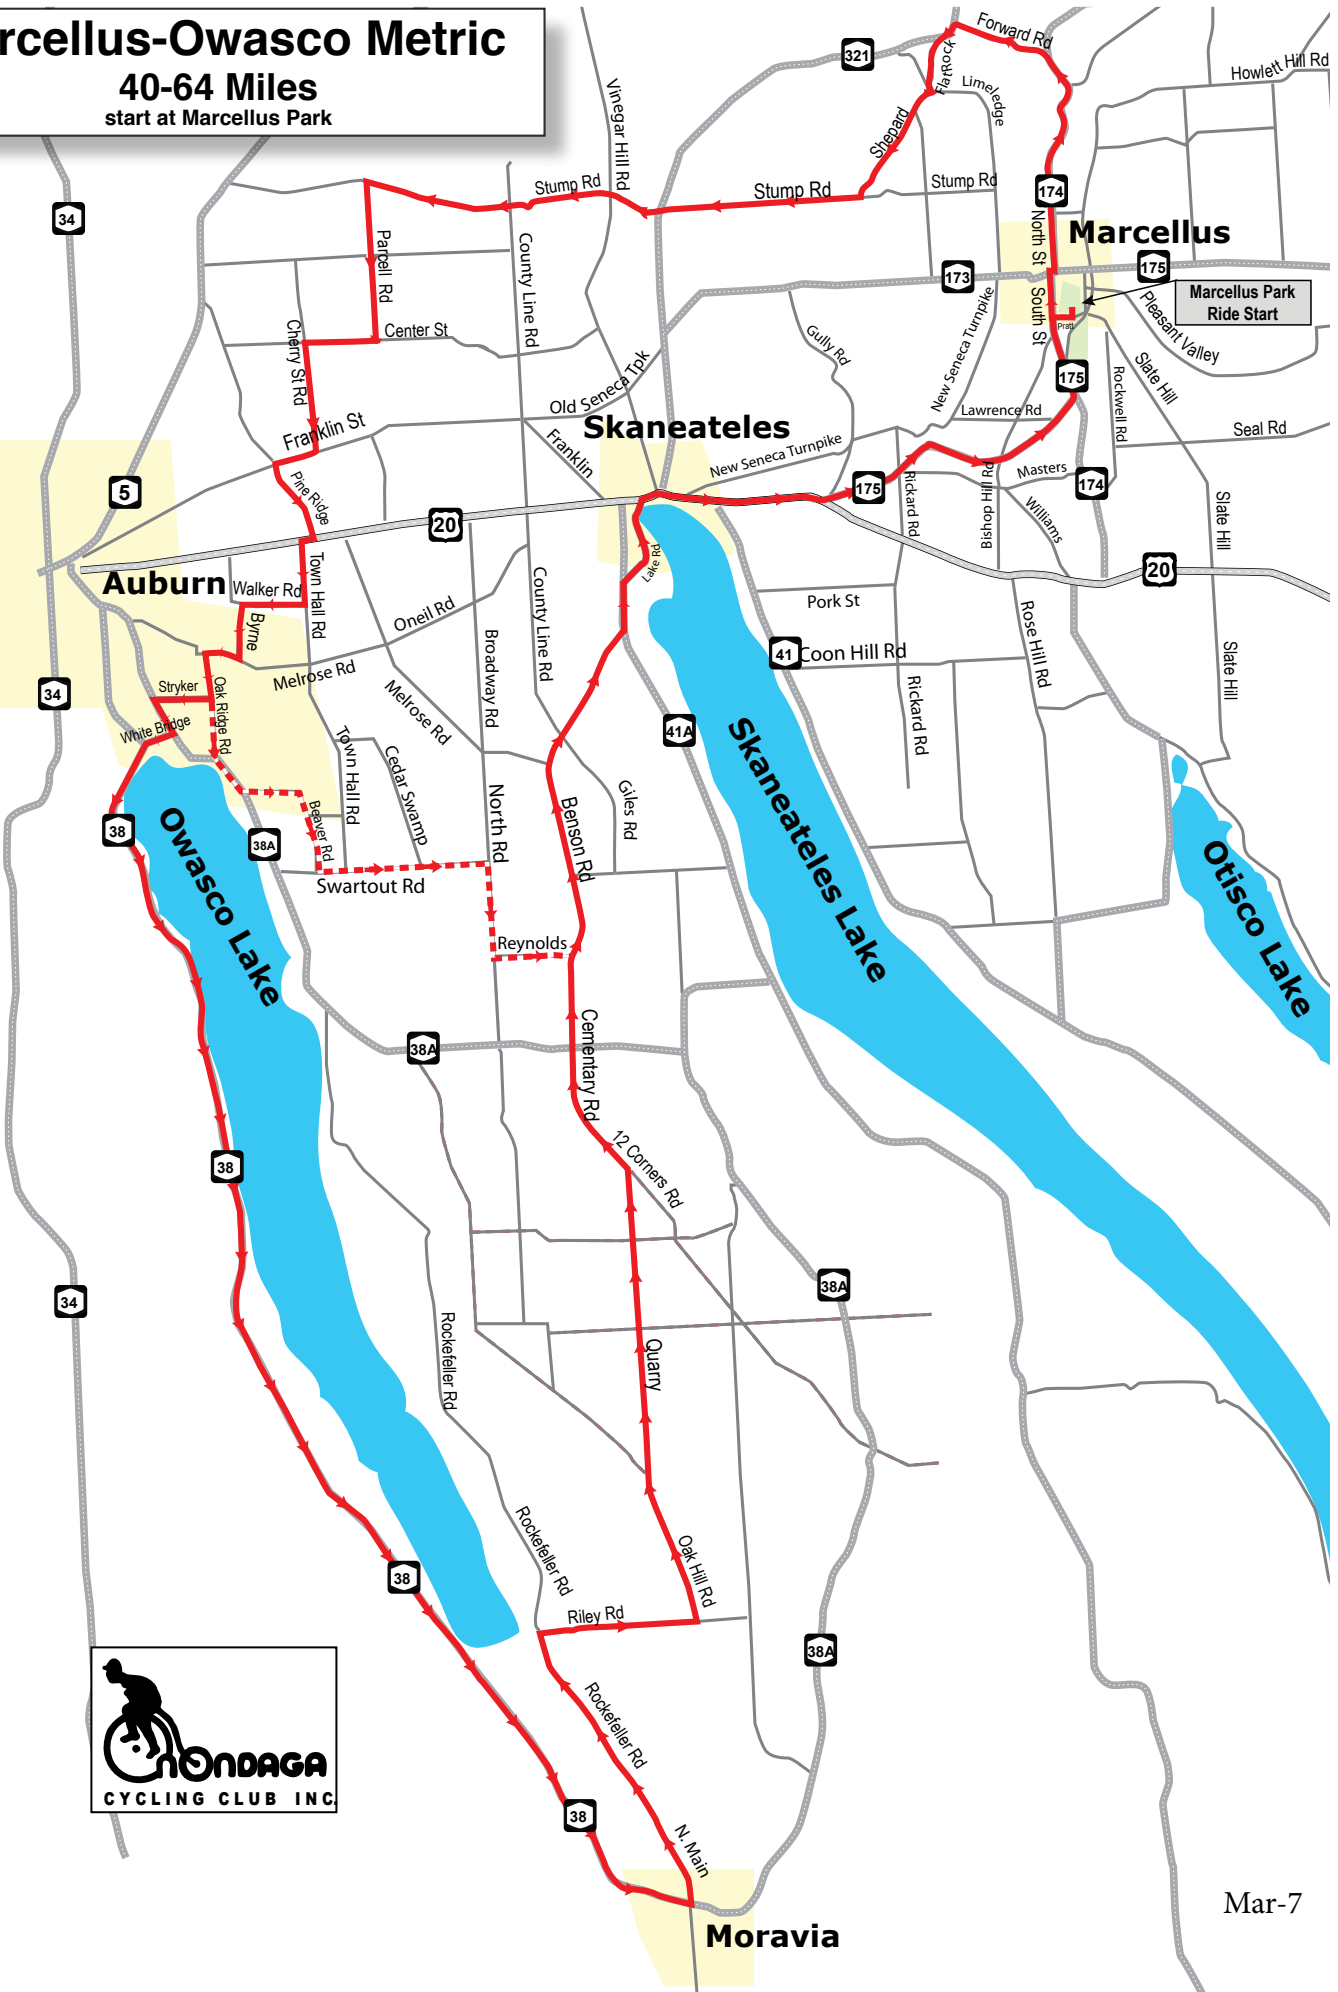 rcellus-Owasco Metric
40-64 Miles
start at Marcellus Park
321
Forward Rd
FlatRock
Limeledge
Howlett Hill Rd
Vinegar Hill Rd
Shepard
34
Stump Rd
Stump Rd
Stump Rd
174
North St
Marcellus
Parcell Rd
County Line Rd
173
175
Marcellus Park
Ride Start
South St
Pratt
Pleasant Valley
New Seneca Turnpike
Cherry St Rd
Center St
Gully Rd
Old Seneca Tpk
175
Slate Hill
Rockwell Rd
Lawrence Rd
Franklin St
Skaneateles
Seal Rd
Franklin
New Seneca Turnpike
Pine Ridge
5
175
Rickard Rd
Bishop Hill Rd
Masters
174
Williams
Slate Hill
20
Lake Rd
Auburn
Walker Rd
Town Hall Rd
20
Byrne
Oneil Rd
County Line Rd
Broadway Rd
Pork St
Rose Hill Rd
41
Coon Hill Rd
Slate Hill
Melrose Rd
34
Stryker
Oak Ridge Rd
Melrose Rd
Rickard Rd
White Bridge
41A
Town Hall Rd
Cedar Swamp
Skaneateles Lake
North Rd
Benson Rd
Giles Rd
38
Owasco Lake
38A
Beaver Rd
Otisco Lake
Swartout Rd
Reynolds
38A
Cementary Rd
12 Corners Rd
38
38A
34
Rockefeller Rd
Quarry
Rockefeller Rd
Oak Hill Rd
38
Riley Rd
38A
Rockefeller Rd
OnOndaga
CYCLING CLUB INC.
38
N. Main
Mar-7
Moravia